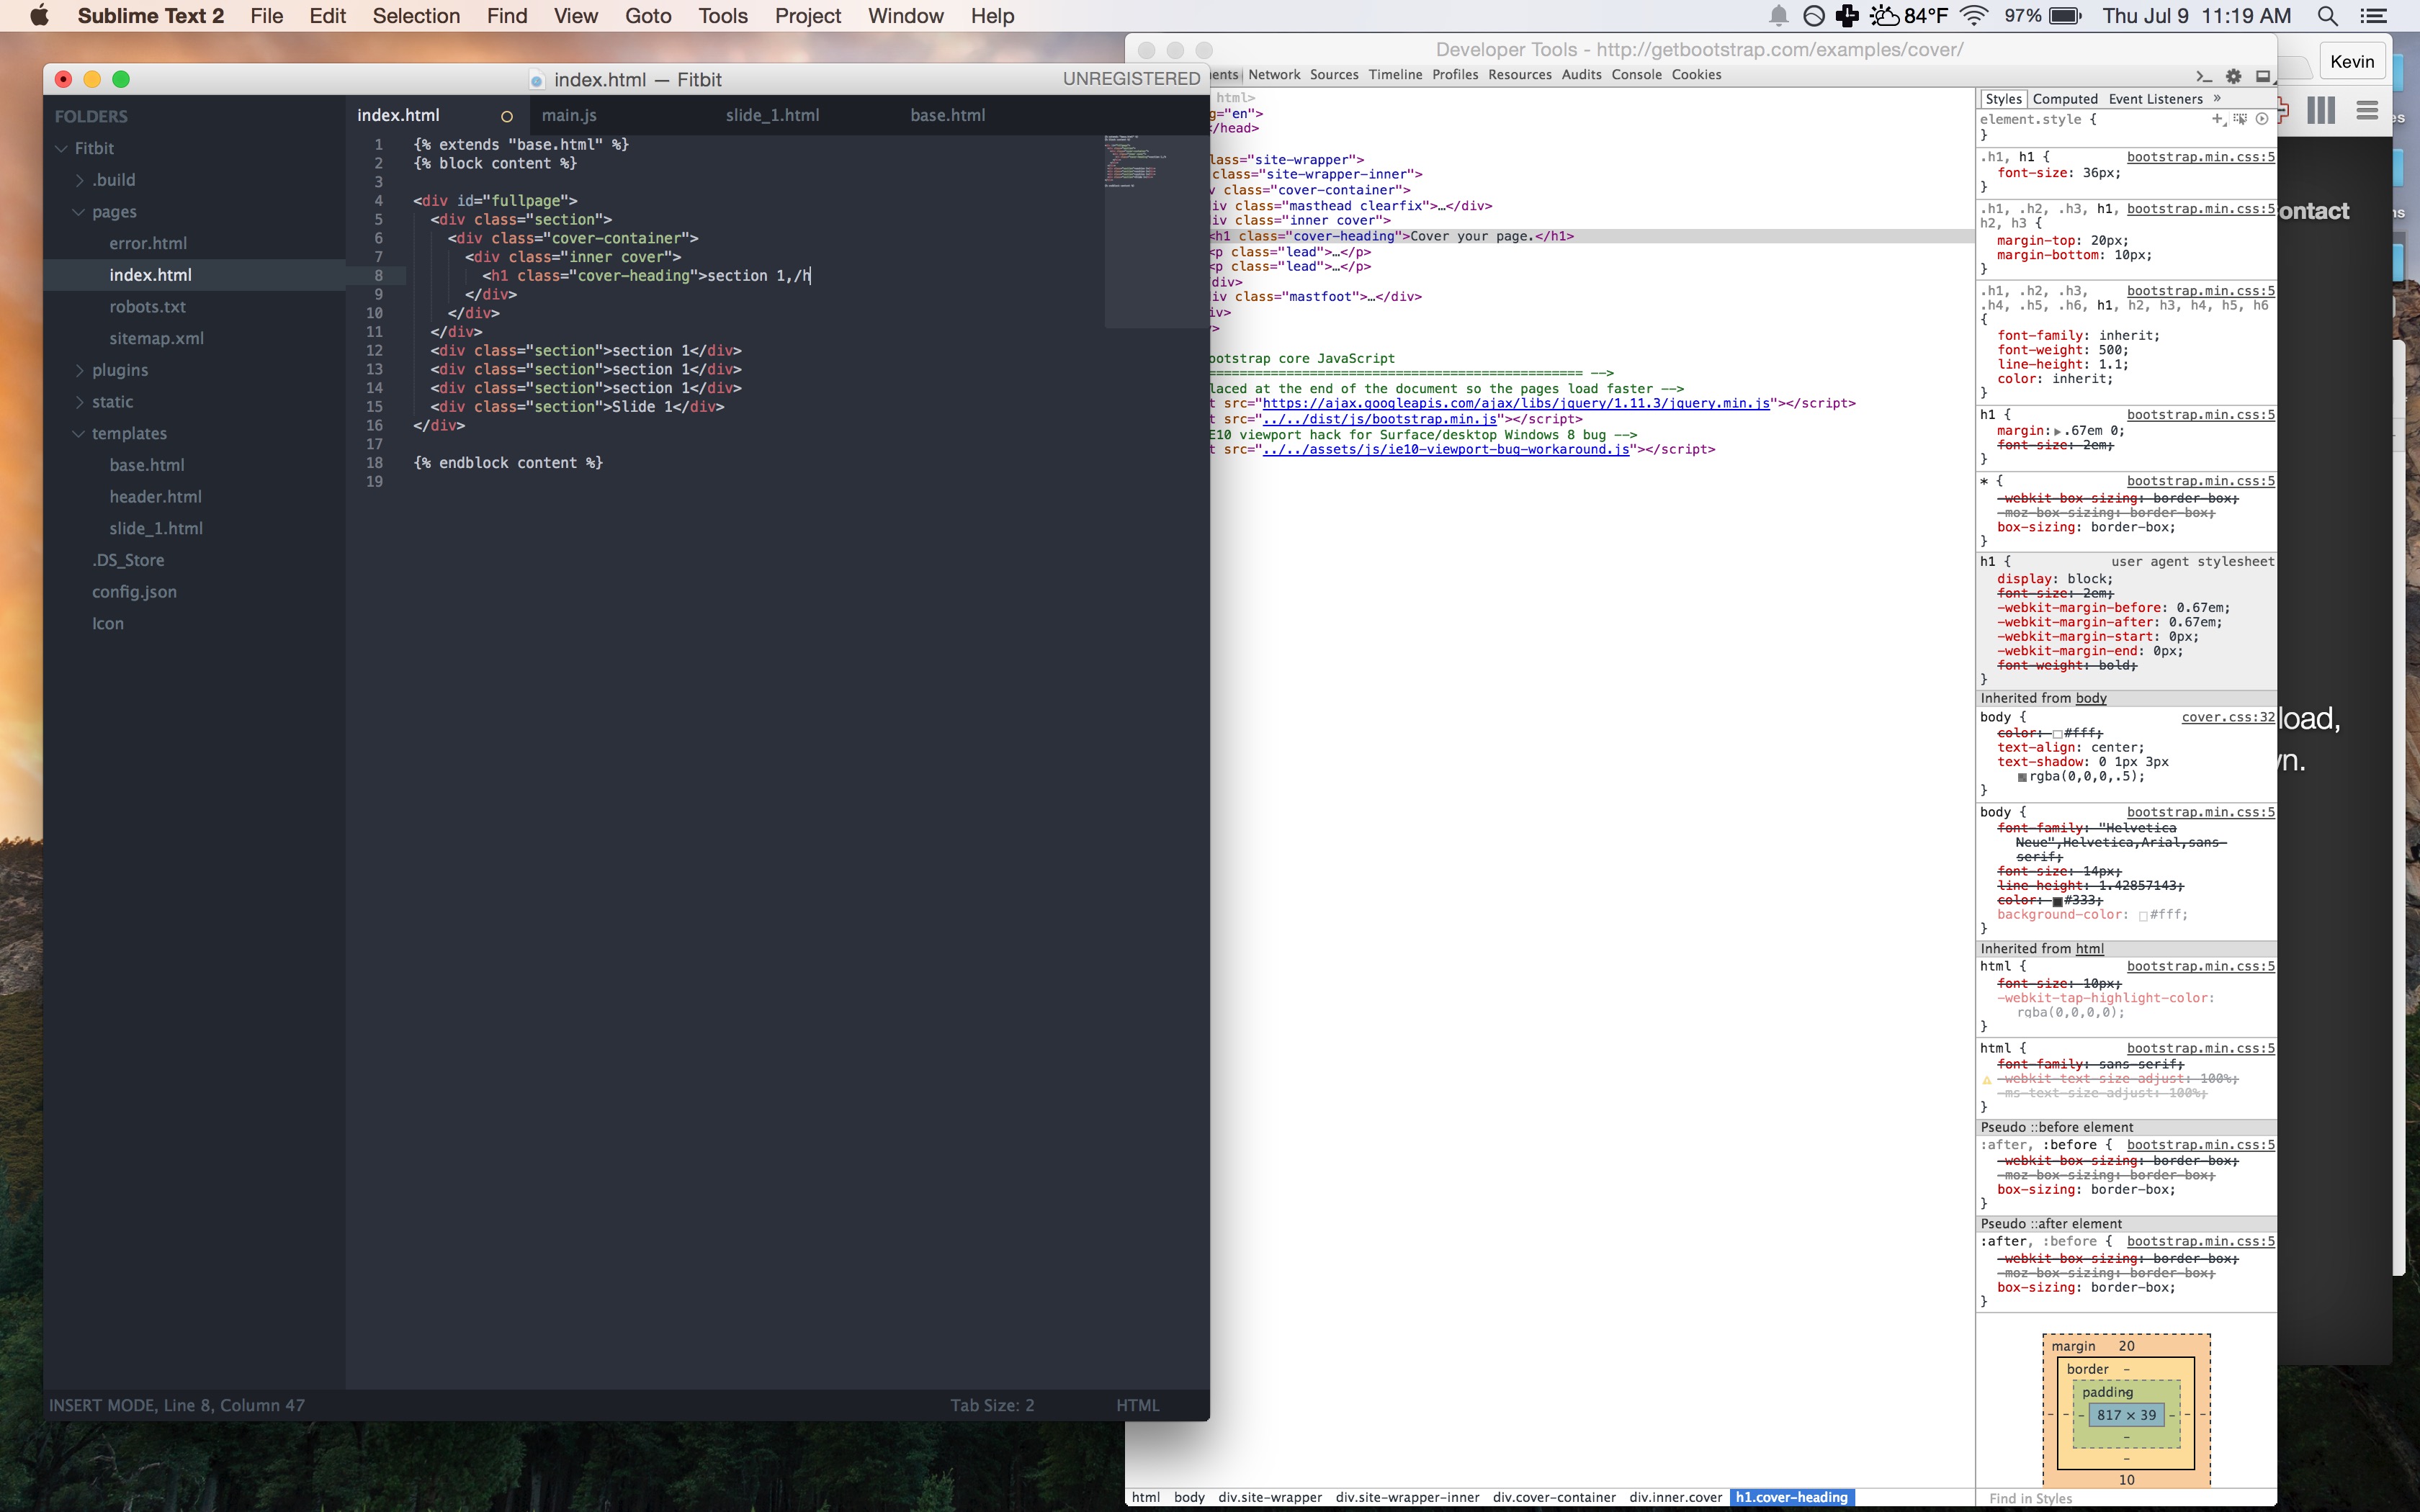 Sublime Text 2 File Edit Selection Find View Goto Tools Project Window Help
84°F 97% Thu Jul 9 11:19 AM
index.html — Fitbit
UNREGISTERED
FOLDERS
Fitbit
.build
pages
error.html
index.html
robots.txt
sitemap.xml
plugins
static
templates
base.html
header.html
slide_1.html
.DS_Store
config.json
Icon
index.html main.js slide_1.html base.html
1 {% extends "base.html" %}
2 {% block content %}
3
4 <div id="fullpage">
5 <div class="section">
6 <div class="cover-container">
7 <div class="inner cover">
8 <h1 class="cover-heading">section 1,/h
9 </div>
10 </div>
11 </div>
12 <div class="section">section 1</div>
13 <div class="section">section 1</div>
14 <div class="section">section 1</div>
15 <div class="section">Slide 1</div>
16 </div>
17
18 {% endblock content %}
19
INSERT MODE, Line 8, Column 47
Tab Size: 2
HTML
Developer Tools - http://getbootstrap.com/examples/cover/
ents Network Sources Timeline Profiles Resources Audits Console Cookies
html>
g="en">
/head>
lass="site-wrapper">
class="site-wrapper-inner">
v class="cover-container">
iv class="masthead clearfix">…</div>
iv class="inner cover">
<h1 class="cover-heading">Cover your page.</h1>
<p class="lead">…</p>
<p class="lead">…</p>
div>
iv class="mastfoot">…</div>
iv>
>
ootstrap core JavaScript
============================================ -->
laced at the end of the document so the pages load faster -->
t src="https://ajax.googleapis.com/ajax/libs/jquery/1.11.3/jquery.min.js"></script>
t src="../../dist/js/bootstrap.min.js"></script>
E10 viewport hack for Surface/desktop Windows 8 bug -->
t src="../../assets/js/ie10-viewport-bug-workaround.js"></script>
html body div.site-wrapper div.site-wrapper-inner div.cover-container div.inner.cover h1.cover-heading
Styles Computed Event Listeners »
element.style {
}
.h1, h1 { bootstrap.min.css:5
font-size: 36px;
}
.h1, .h2, .h3, h1, bootstrap.min.css:5
h2, h3 {
margin-top: 20px;
margin-bottom: 10px;
}
.h1, .h2, .h3, bootstrap.min.css:5
.h4, .h5, .h6, h1, h2, h3, h4, h5, h6
{
font-family: inherit;
font-weight: 500;
line-height: 1.1;
color: inherit;
}
h1 { bootstrap.min.css:5
margin: .67em 0;
font-size: 2em;
}
* { bootstrap.min.css:5
-webkit-box-sizing: border-box;
-moz-box-sizing: border-box;
box-sizing: border-box;
}
h1 { user agent stylesheet
display: block;
font-size: 2em;
-webkit-margin-before: 0.67em;
-webkit-margin-after: 0.67em;
-webkit-margin-start: 0px;
-webkit-margin-end: 0px;
font-weight: bold;
}
Inherited from body
body { cover.css:32
color: #fff;
text-align: center;
text-shadow: 0 1px 3px
rgba(0,0,0,.5);
}
body { bootstrap.min.css:5
font-family: "Helvetica
Neue",Helvetica,Arial,sans-
serif;
font-size: 14px;
line-height: 1.42857143;
color: #333;
background-color: #fff;
}
Inherited from html
html { bootstrap.min.css:5
font-size: 10px;
-webkit-tap-highlight-color:
rgba(0,0,0,0);
}
html { bootstrap.min.css:5
font-family: sans-serif;
-webkit-text-size-adjust: 100%;
-ms-text-size-adjust: 100%;
}
Pseudo ::before element
:after, :before { bootstrap.min.css:5
-webkit-box-sizing: border-box;
-moz-box-sizing: border-box;
box-sizing: border-box;
}
Pseudo ::after element
:after, :before { bootstrap.min.css:5
-webkit-box-sizing: border-box;
-moz-box-sizing: border-box;
box-sizing: border-box;
}
margin 20
border –
padding –
– – – 817 × 39 – – –
–
–
10
Find in Styles
Kevin
ontact
load,
n.
es
ns